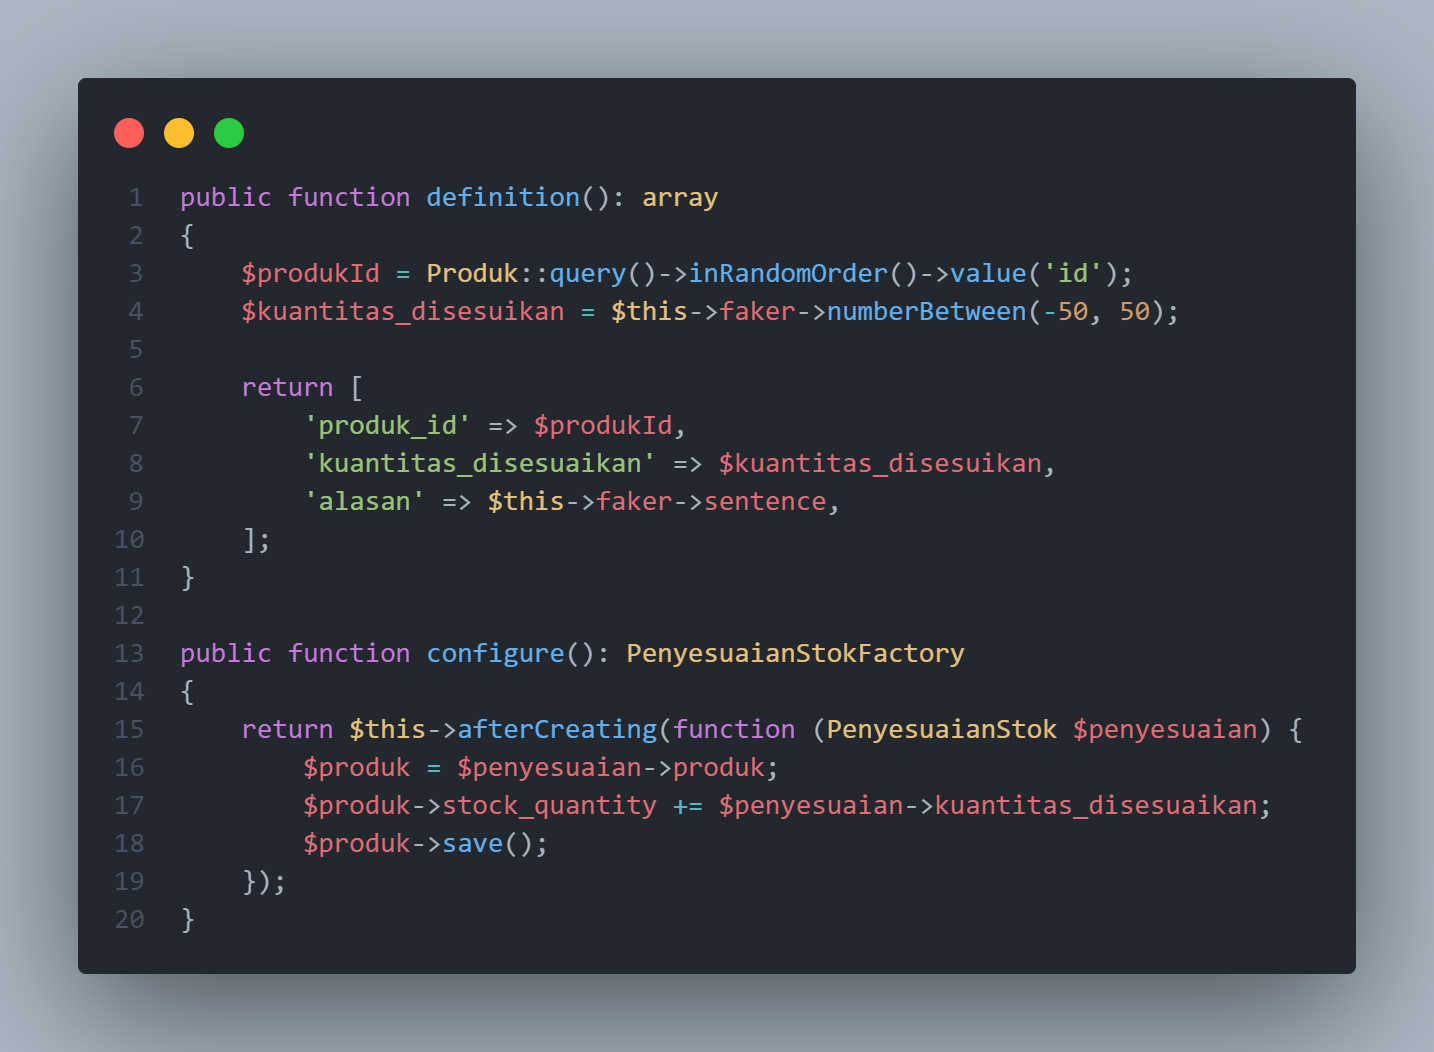 1 public function definition(): array
2 {
3     $produkId = Produk::query()->inRandomOrder()->value('id');
4     $kuantitas_disesuikan = $this->faker->numberBetween(-50, 50);
5
6     return [
7         'produk_id' => $produkId,
8         'kuantitas_disesuaikan' => $kuantitas_disesuikan,
9         'alasan' => $this->faker->sentence,
10     ];
11 }
12
13 public function configure(): PenyesuaianStokFactory
14 {
15     return $this->afterCreating(function (PenyesuaianStok $penyesuaian) {
16         $produk = $penyesuaian->produk;
17         $produk->stock_quantity += $penyesuaian->kuantitas_disesuaikan;
18         $produk->save();
19     });
20 }